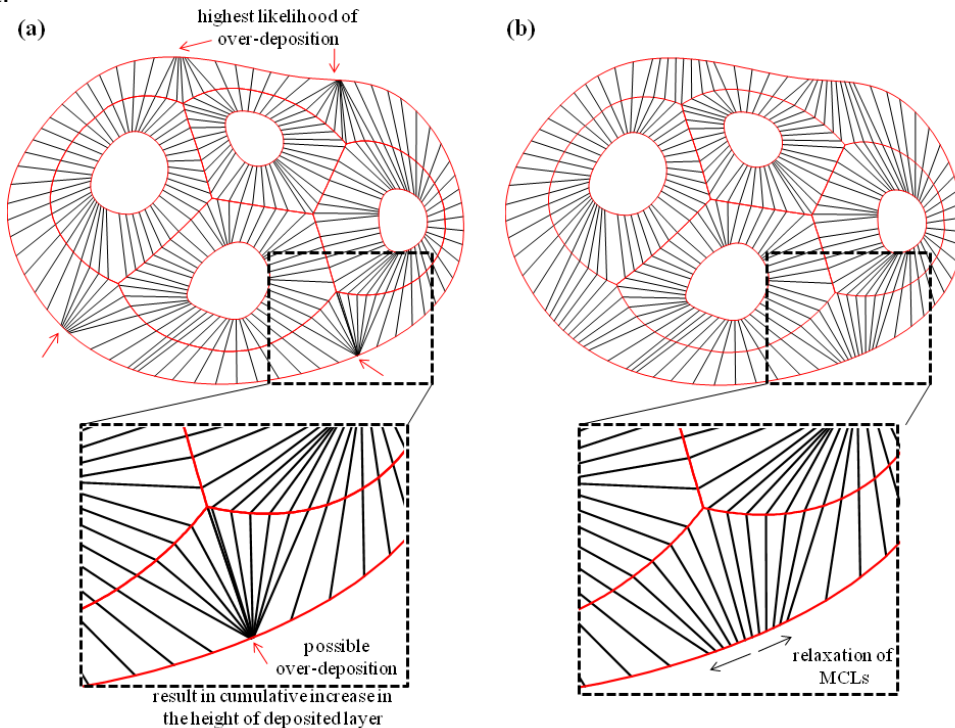 (a)
highest likelihood of
over-deposition
(b)
possible
over-deposition
result in cumulative increase in
the height of deposited layer
relaxation of
MCLs